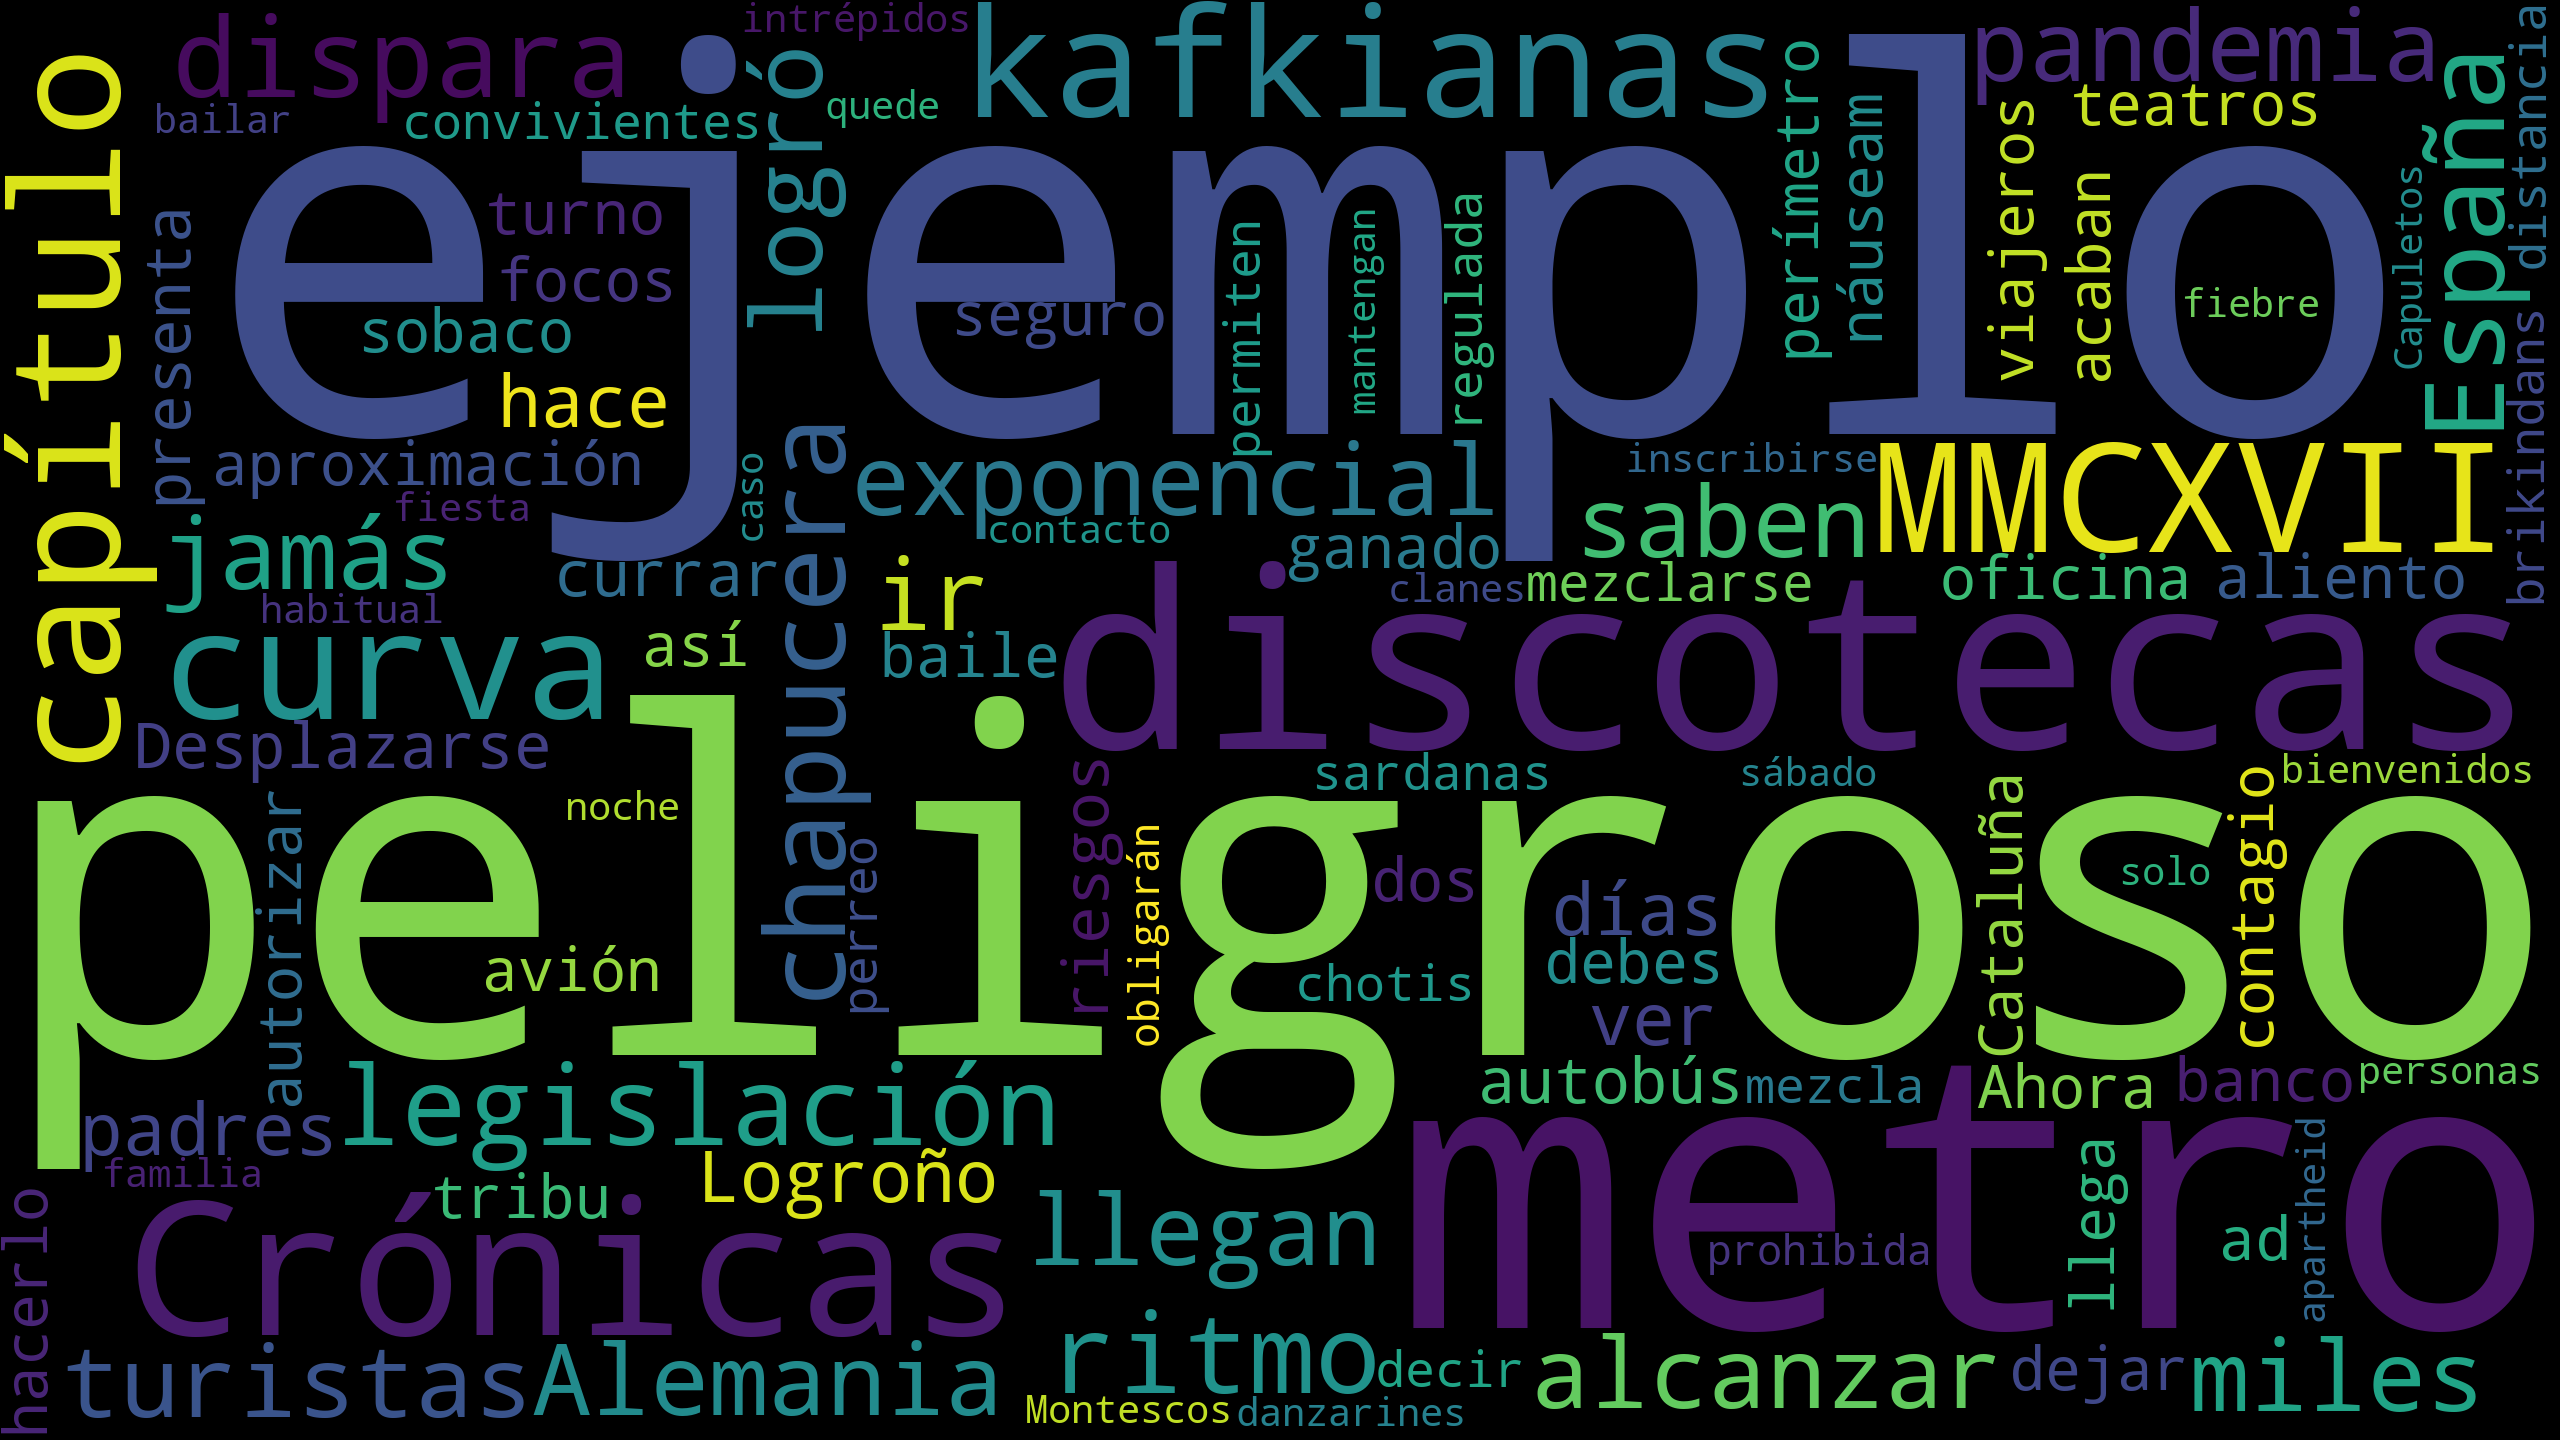 intrépidos
dispara
kafkianas
pandemia
bailar
convivientes
quede
teatros
ejemplo
capítulo
logró
perímetro
náuseam
viajeros
acaban
Capuletos
España
distancia
presenta
turno
focos
sobaco
hace
seguro
permiten
mantengan
regulada
fiebre
aproximación
fiesta
caso
exponencial
contacto
inscribirse
MMCXVII
brikindans
jamás
currar
chapucera
ir
ganado
saben
clanes
mezclarse
oficina
aliento
habitual
curva
así
baile
discotecas
Desplazarse
noche
sardanas
sábado
bienvenidos
peligroso
autorizar
avión
perreo
riesgos
obligarán
dos
chotis
días
debes
ver
Cataluña
solo
contagio
padres
legislación
autobús
mezcla
Ahora
banco
personas
familia
tribu
Logroño
metro
hacerlo
Crónicas
llegan
prohibida
llega
ad
apartheid
turistas
Alemania
ritmo
decir
alcanzar
dejar
miles
Montescos
danzarines